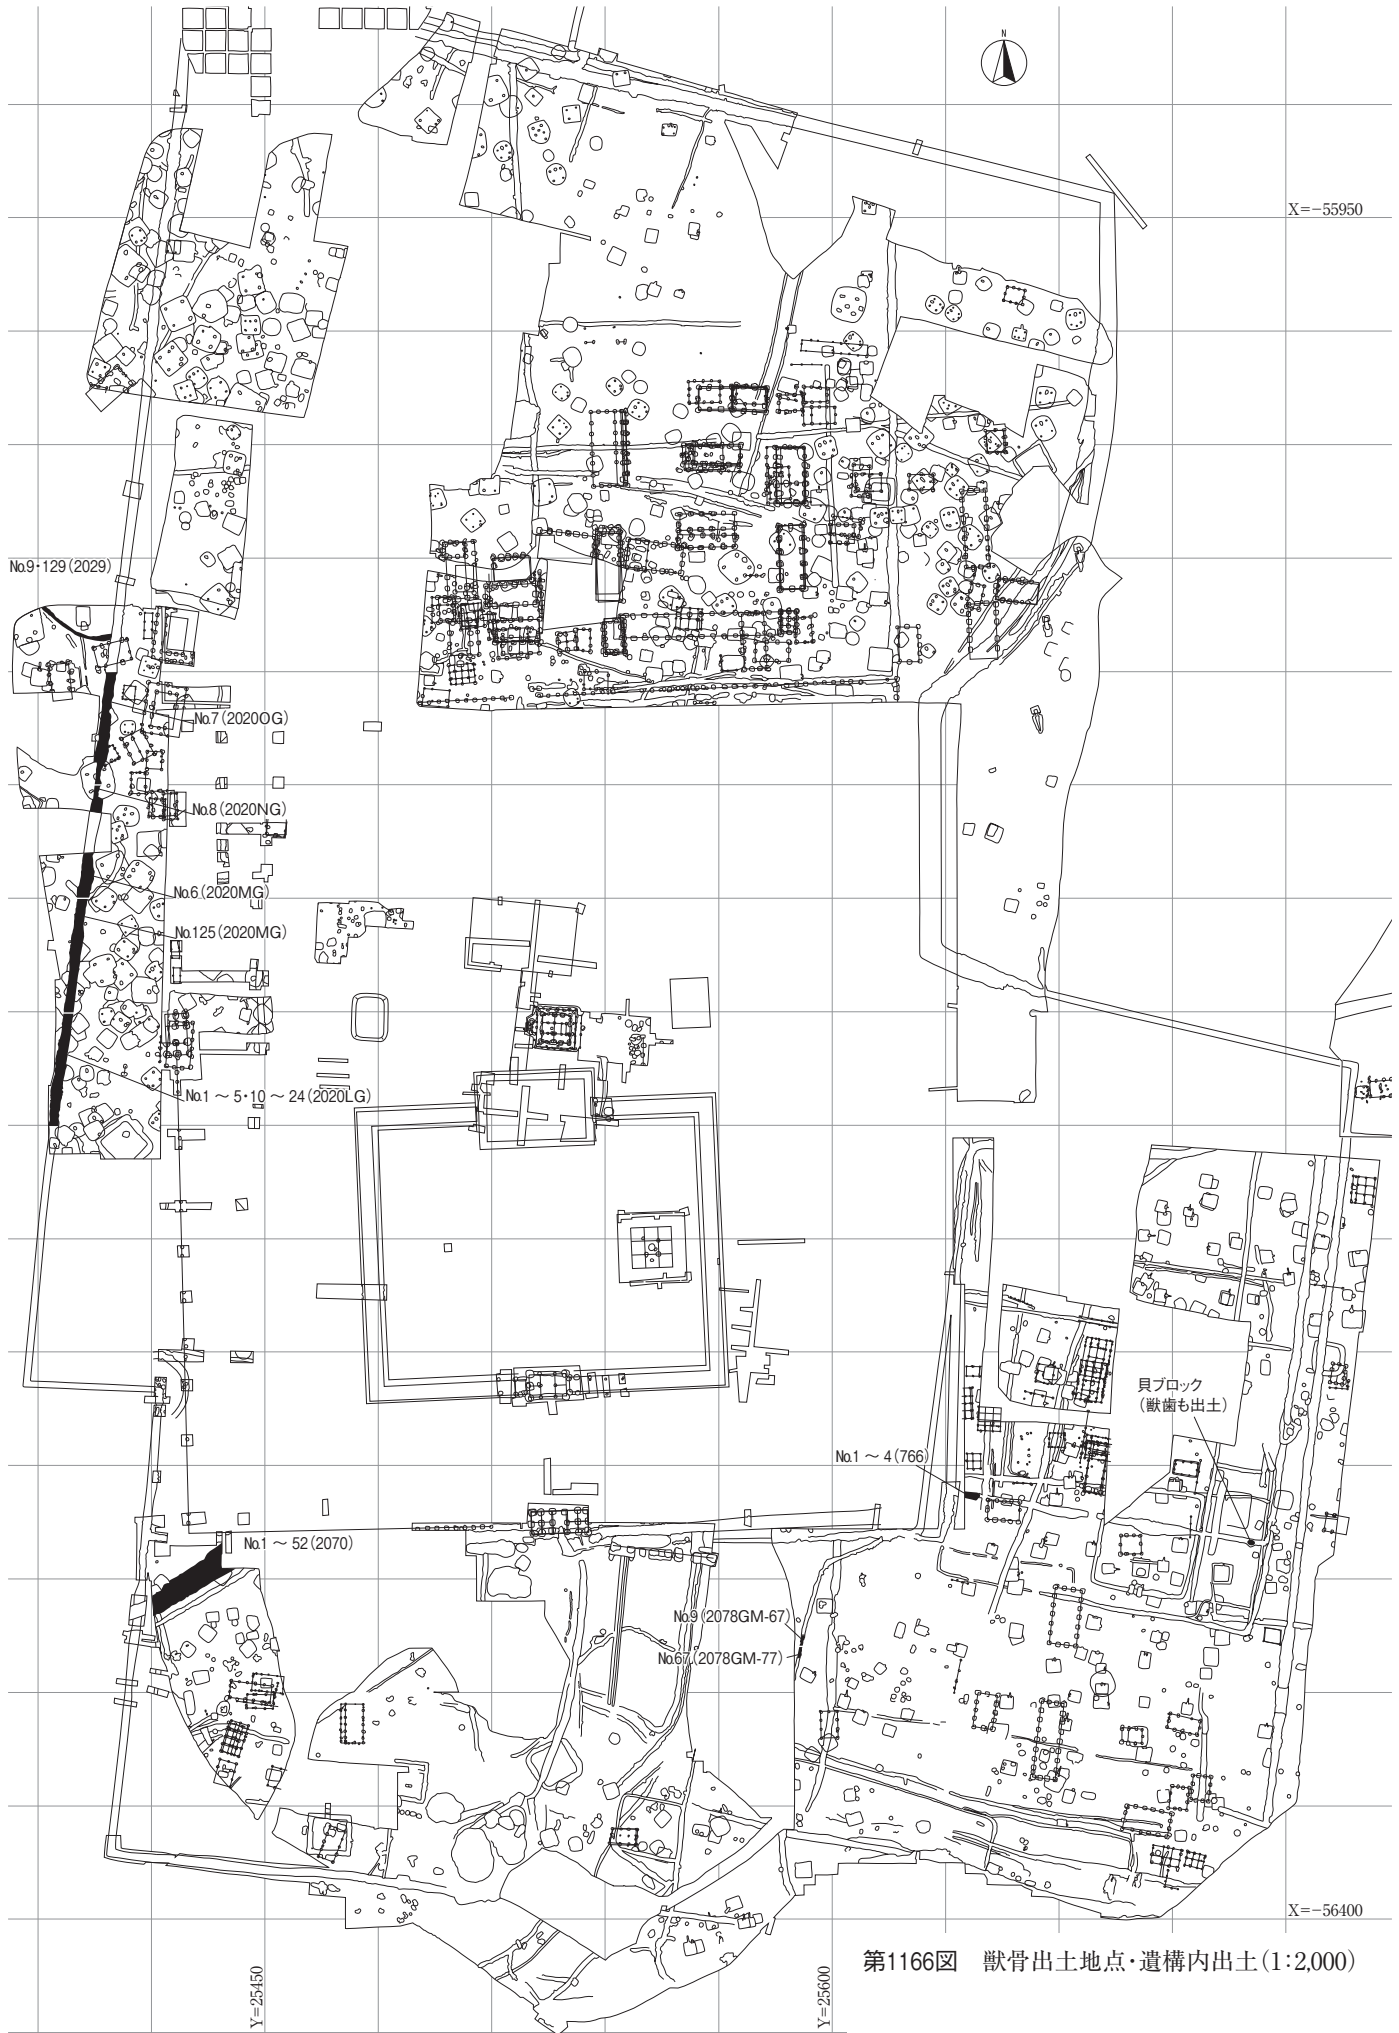 N
X=−55950
No.9・129(2029)
No.7(2020OG)
No.8(2020NG)
No.6(2020MG)
No.125(2020MG)
No.1～5・10～24(2020LG)
貝ブロック
(獣歯も出土)
No.1～4(766)
No.1～52(2070)
No.9(2078GM-67)
No.67(2078GM-77)
X=−56400
Y=25450
Y=25600
第1166図 獣骨出土地点・遺構内出土(1:2,000)